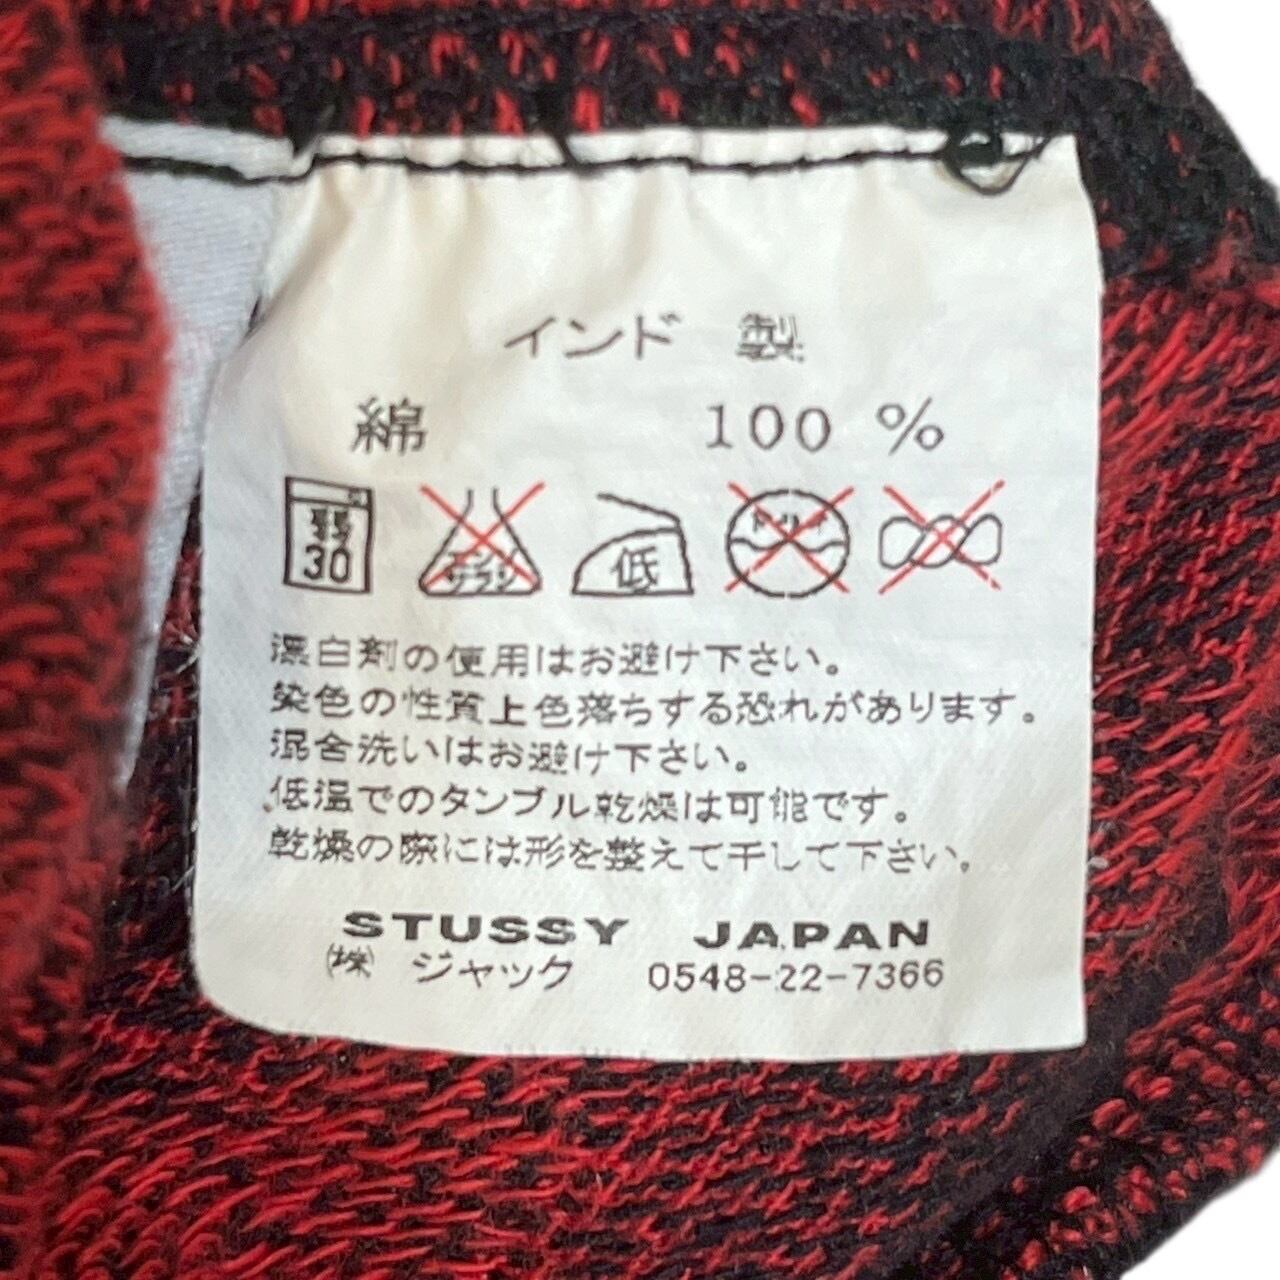 インド 製
綿 100 %
弱 30 エンソ サラシ 低 ドライ
漂白剤の使用はお避け下さい。
染色の性質上色落ちする恐れがあります。
混合洗いはお避け下さい。
低温でのタンブル乾燥は可能です。
乾燥の際には形を整えて干して下さい。
STUSSY JAPAN
(株) ジャック 0548-22-7366